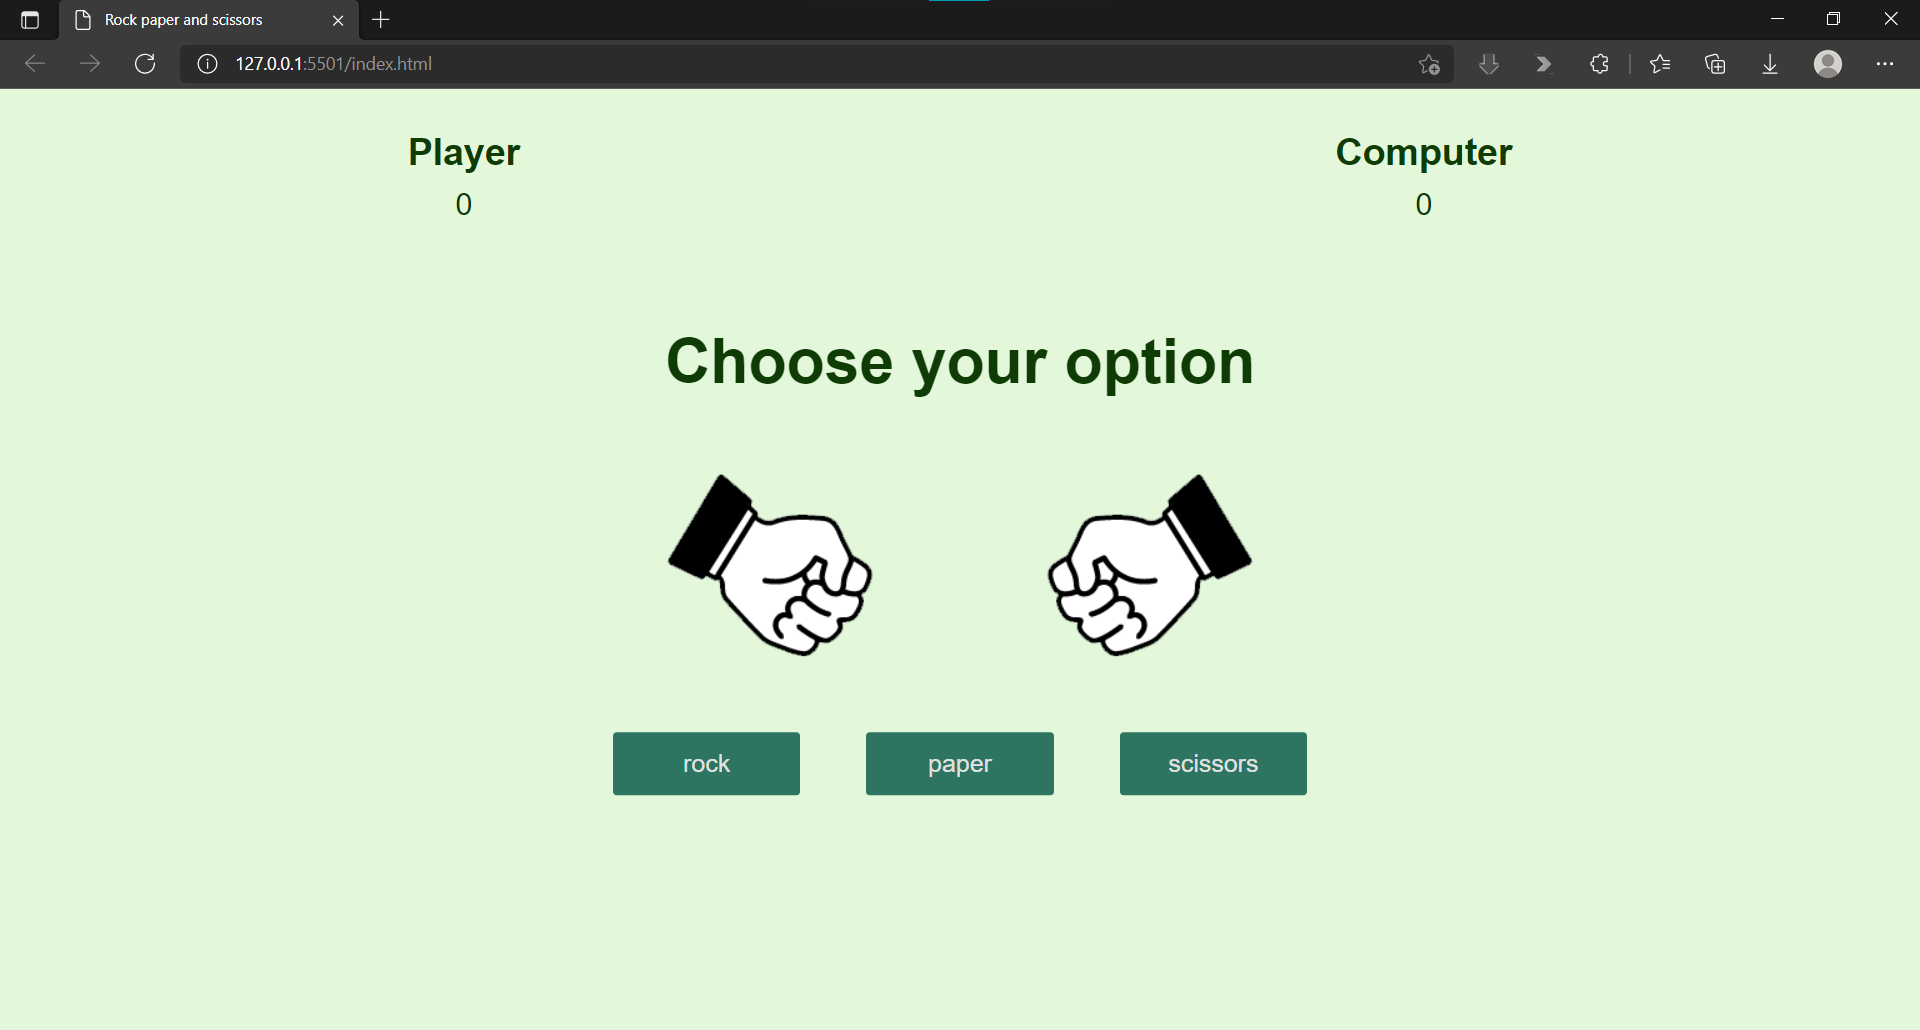 Rock paper and scissors
127.0.0.1:5501/index.html
Player
Computer
0
0
Choose your option
rock
paper
scissors